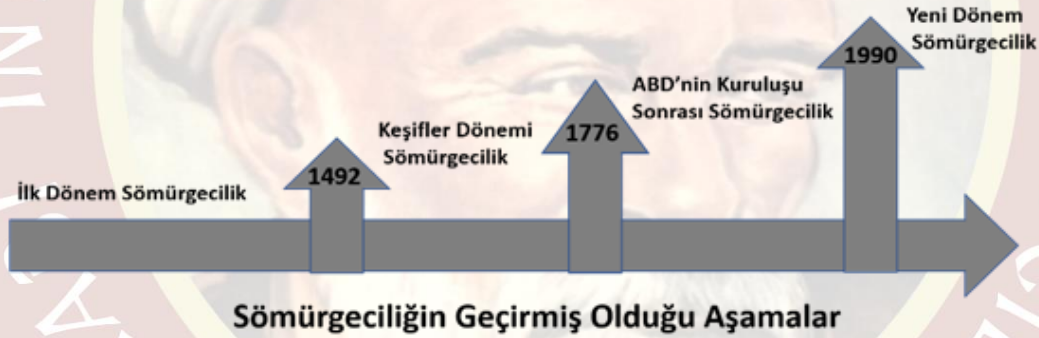 Yeni Dönem
Sömürgecilik
1990
ABD'nin Kuruluşu
Sonrası Sömürgecilik
1776
Keşifler Dönemi
Sömürgecilik
1492
İlk Dönem Sömürgecilik
Sömürgeciliğin Geçirmiş Olduğu Aşamalar